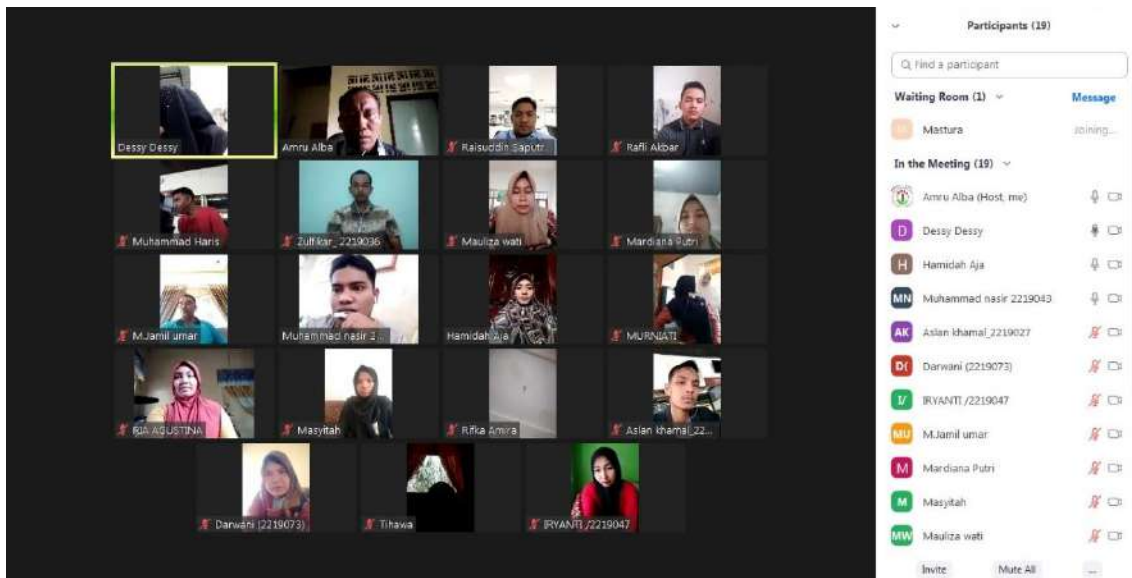 Dessy Dessy
Amru Alba
Raisuddin Saputr...
Rafli Akbar
Muhammad Haris
Zulfikar_ 2219036
Mauliza wati
Mardiana Putri
M.Jamil umar
Muhammad nasir 2...
Hamidah Aja
MURNIATI
RIA AGUSTINA
Masyitah
Rifka Amira
Aslan khamal_22...
Darwani (2219073)
Tihawa
IRYANTI /2219047
Participants (19)
Find a participant
Waiting Room (1)
Message
Mastura
Joining...
In the Meeting (19)
Amru Alba (Host, me)
D
Dessy Dessy
H
Hamidah Aja
MN
Muhammad nasir 2219043
AK
Aslan khamal_2219027
D(
Darwani (2219073)
I/
IRYANTI /2219047
MU
M.Jamil umar
M
Mardiana Putri
M
Masyitah
MW
Mauliza wati
Invite
Mute All
...